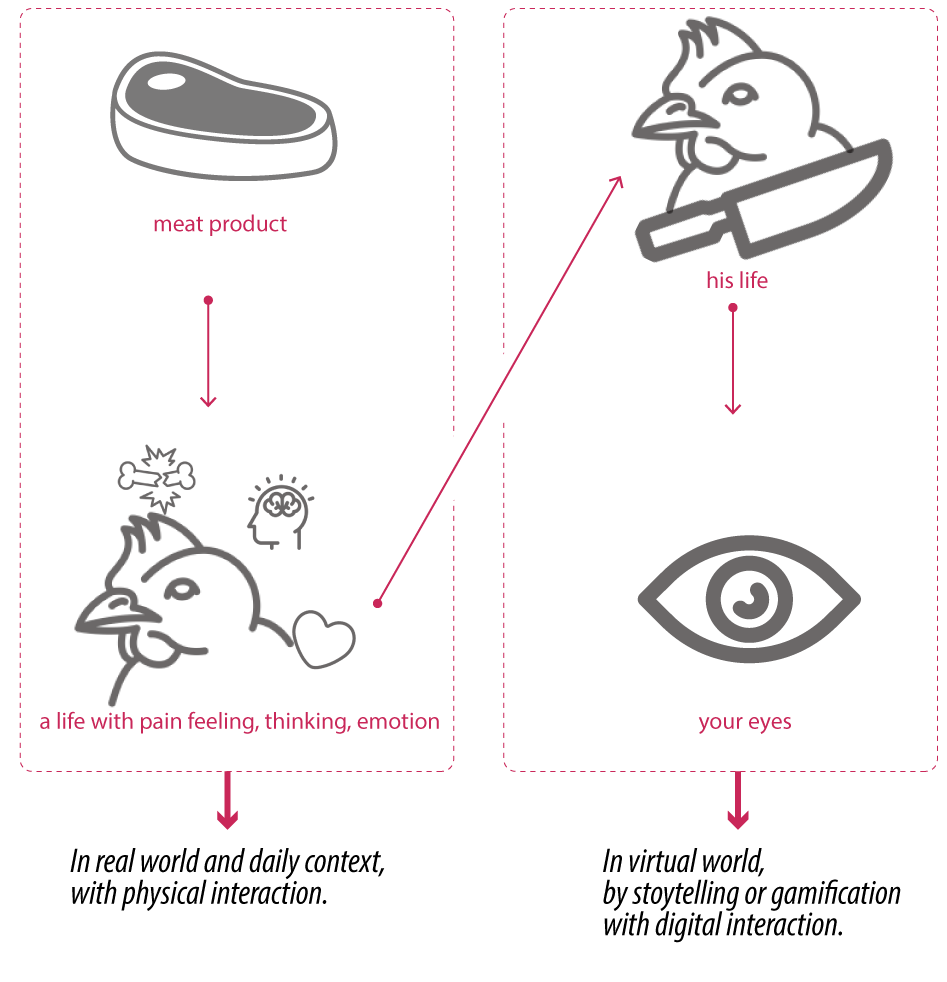 meat product
a life with pain feeling, thinking, emotion
In real world and daily context,
with physical interaction.
his life
your eyes
In virtual world,
by stoytelling or gamification
with digital interaction.